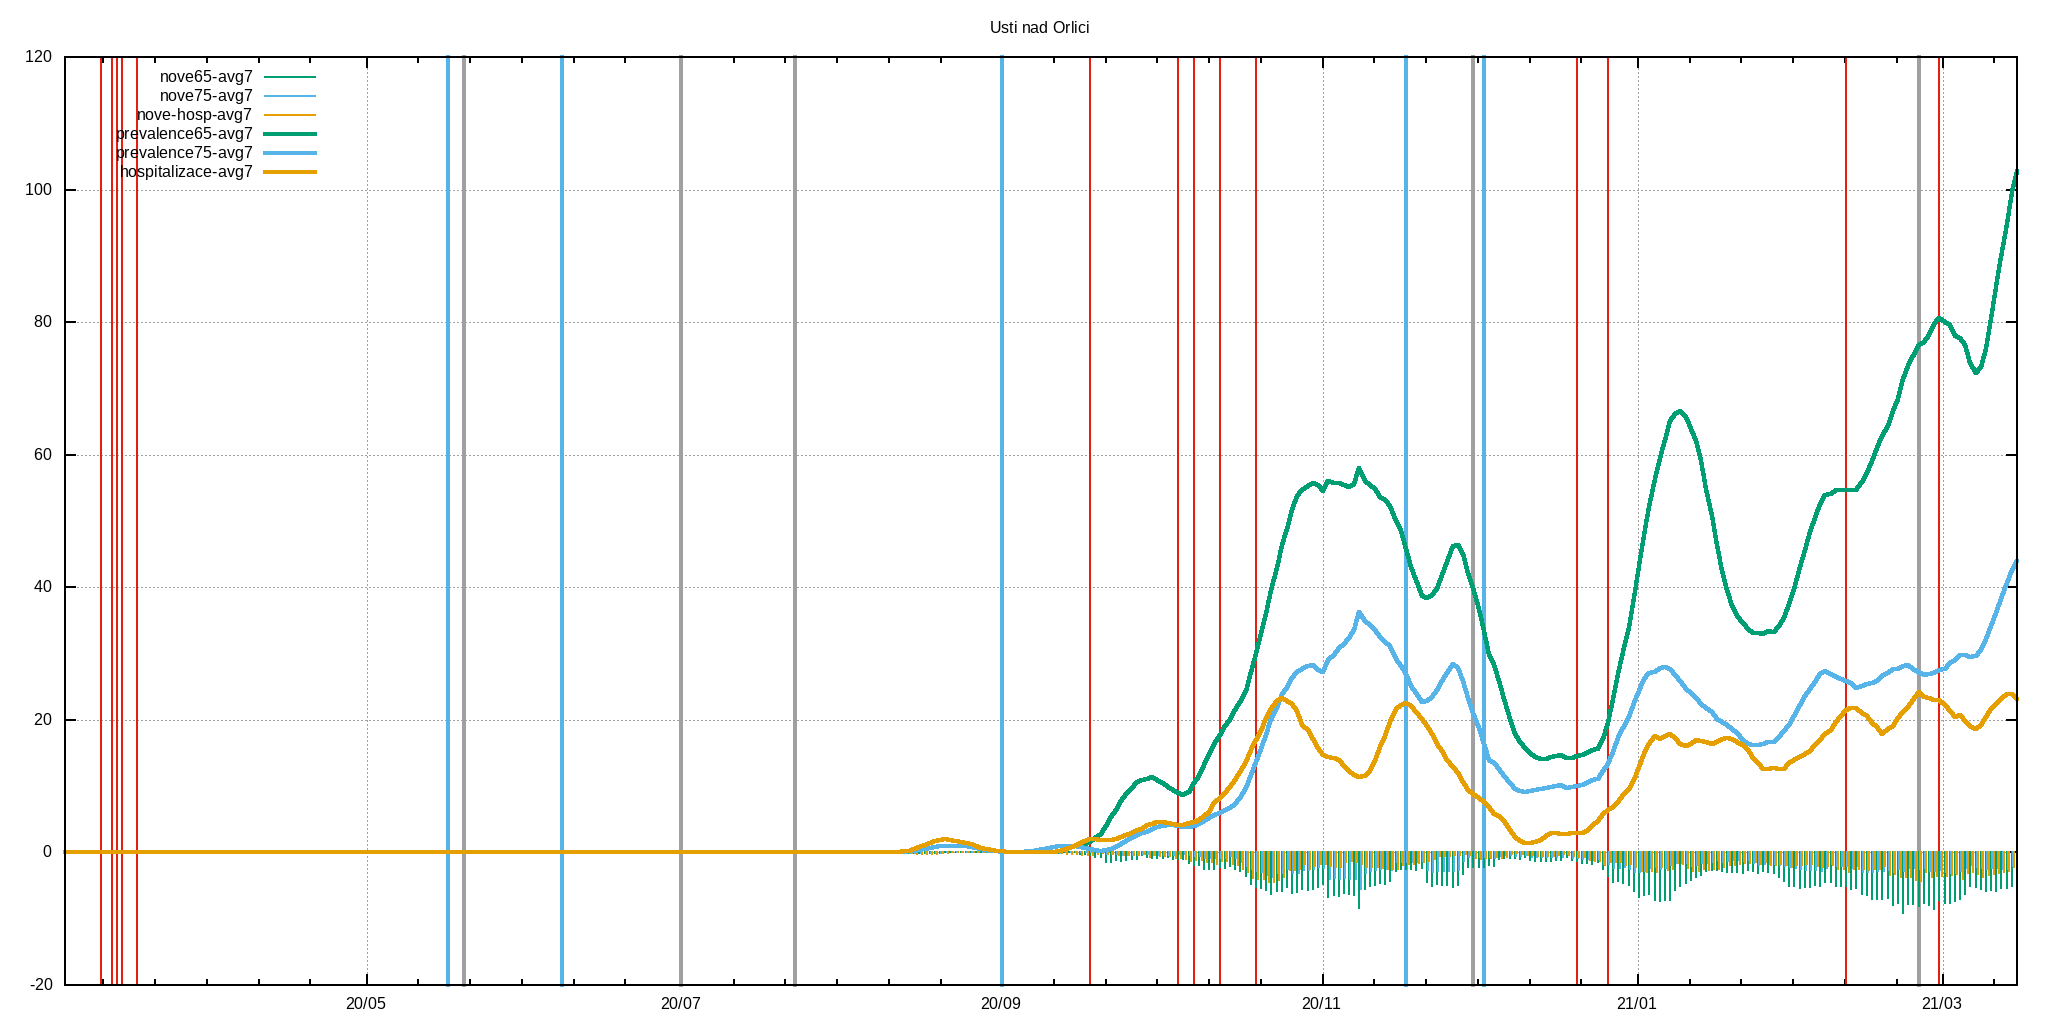 Usti nad Orlici
120
100
80
60
40
20
0
-20
nove65-avg7
nove75-avg7
nove-hosp-avg7
prevalence65-avg7
prevalence75-avg7
hospitalizace-avg7
20/05
20/07
20/09
20/11
21/01
21/03